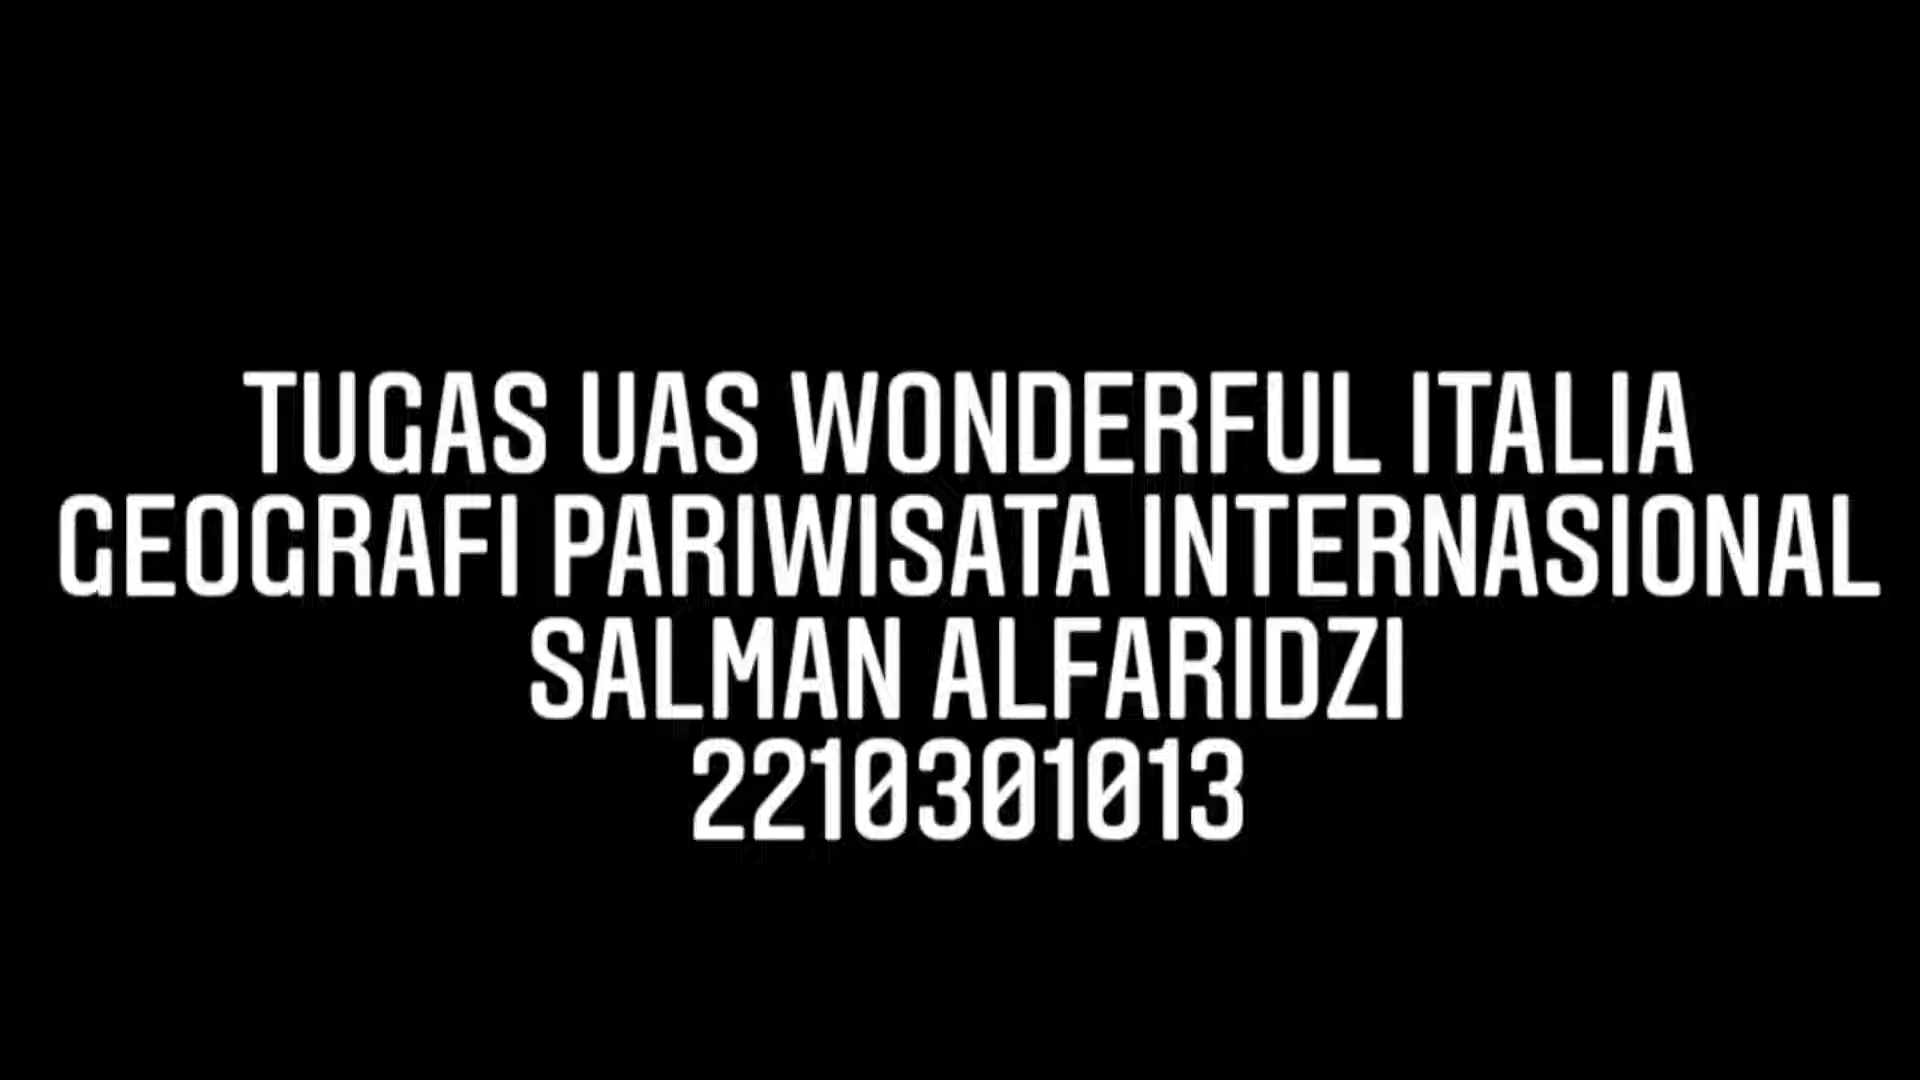 TUGAS UAS WONDERFUL ITALIA
GEOGRAFI PARIWISATA INTERNASIONAL
SALMAN ALFARIDZI
2210301013